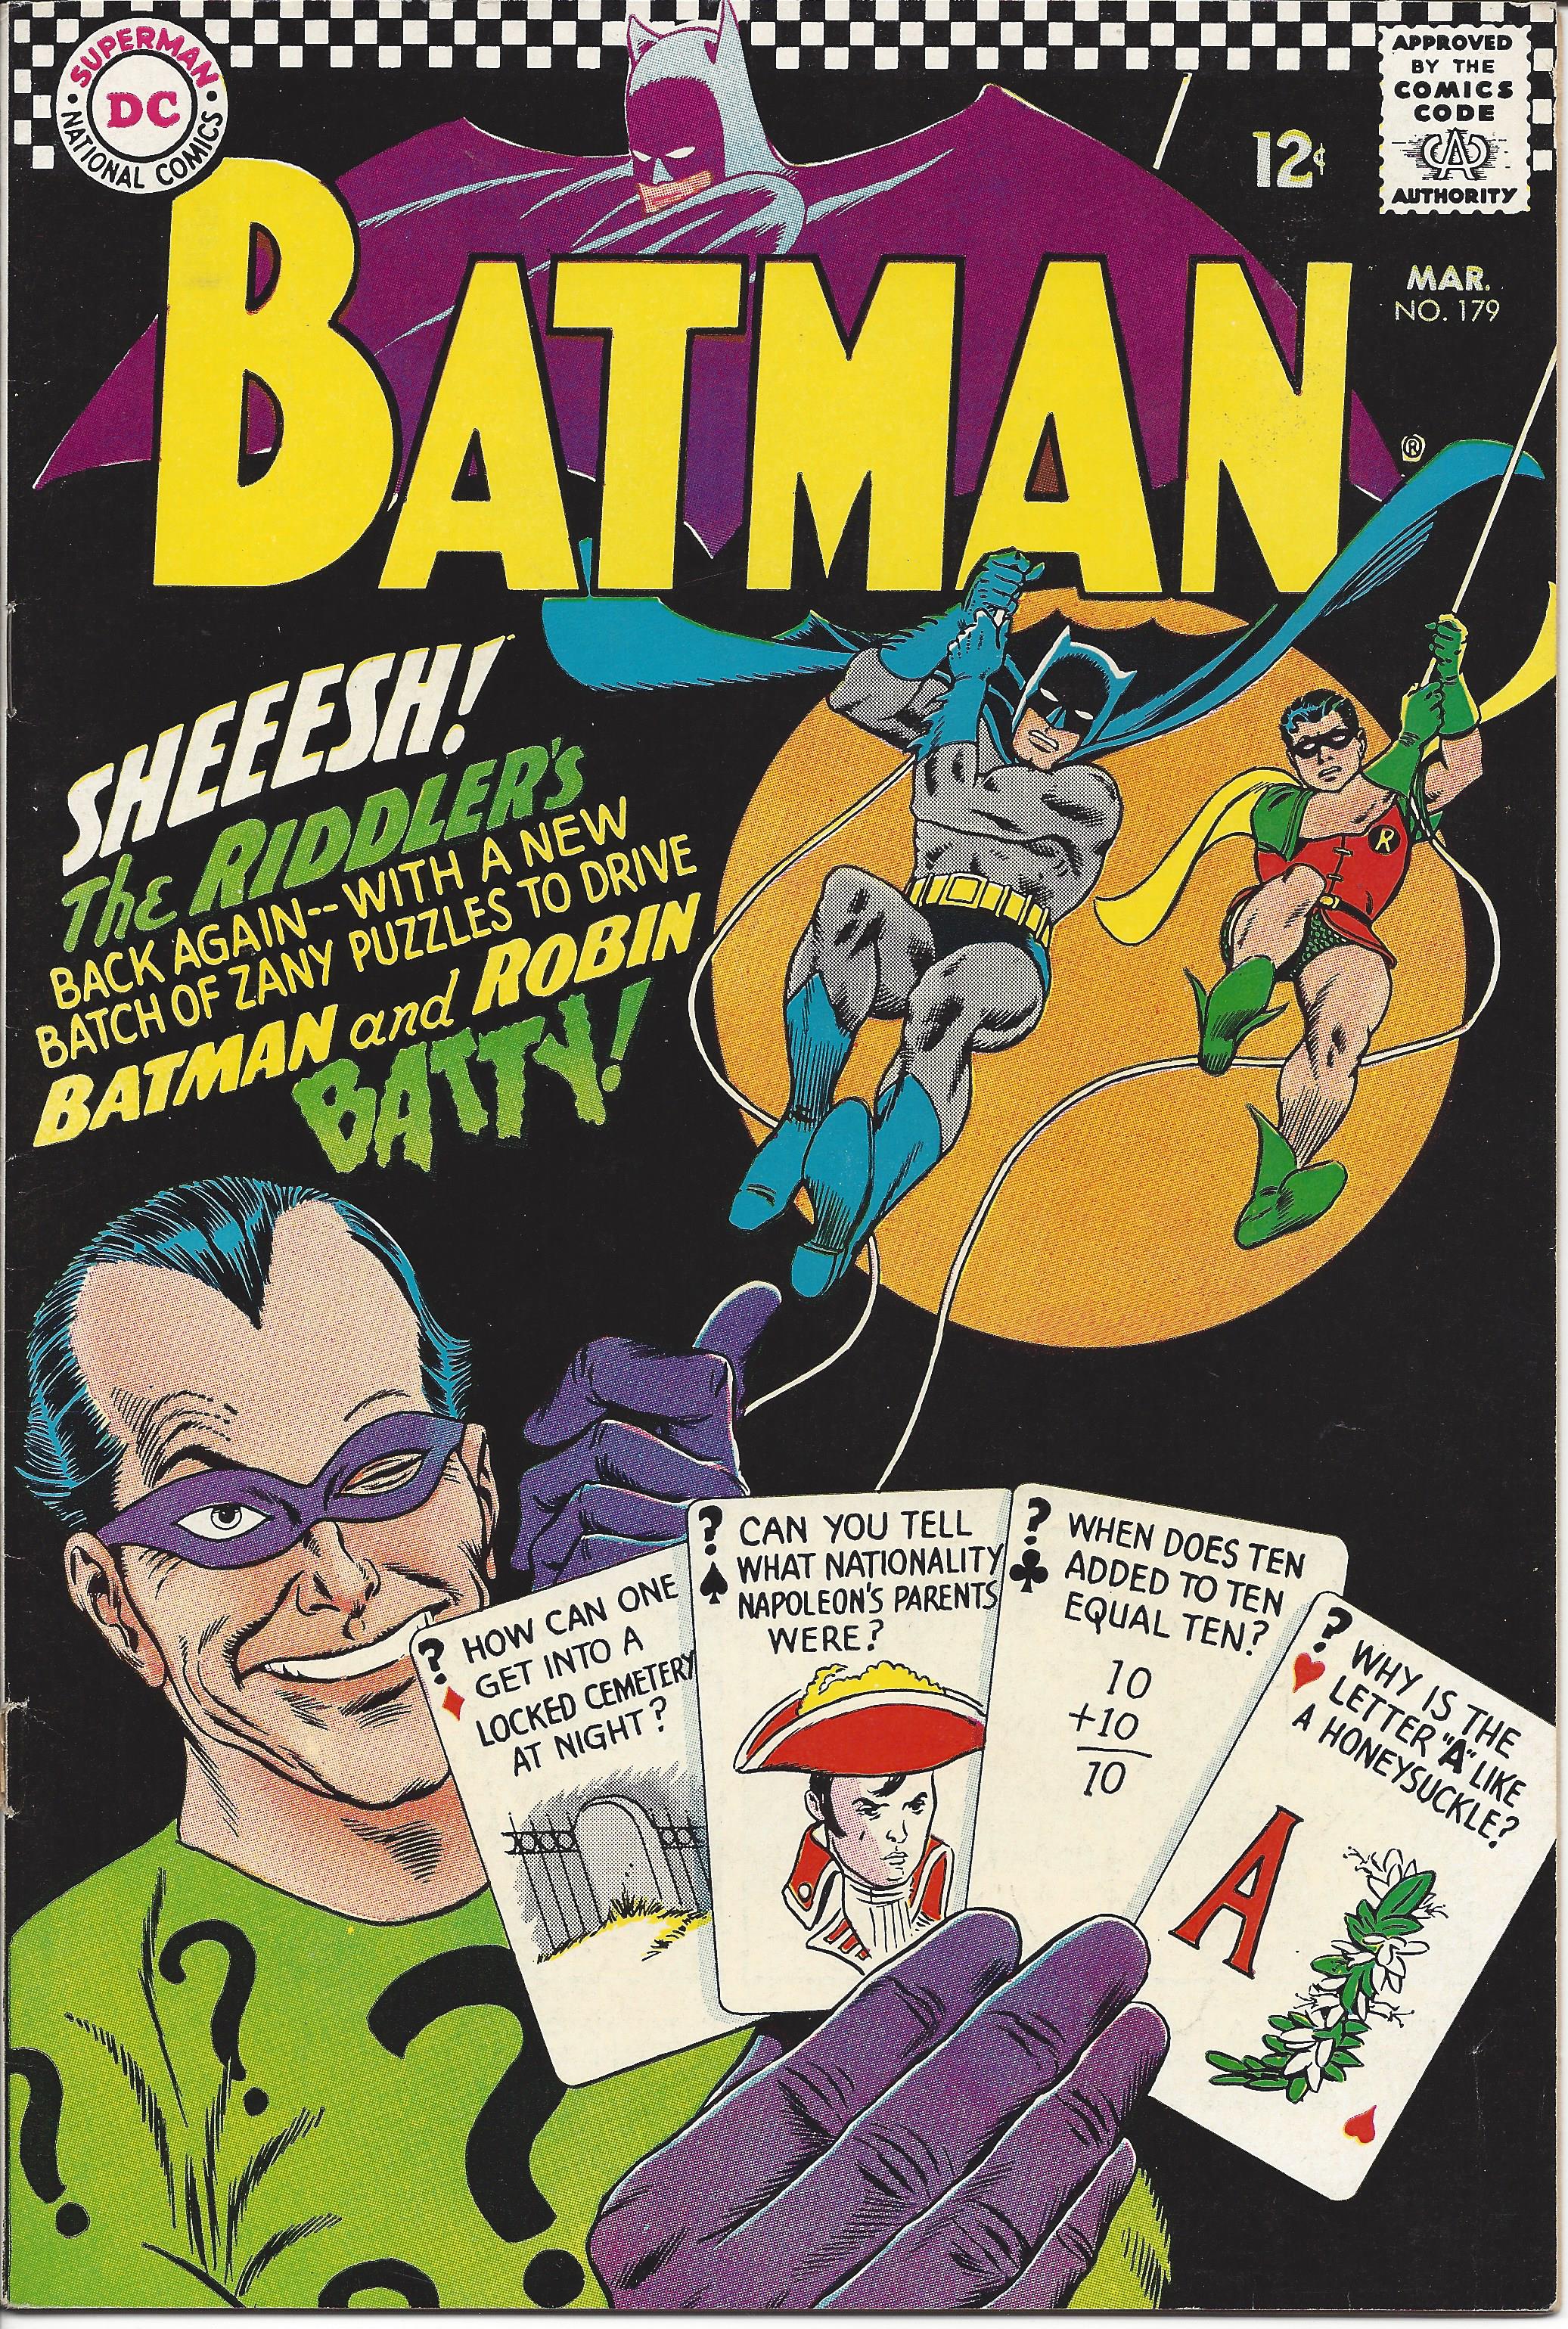 SUPERMAN
DC
NATIONAL COMICS
APPROVED
BY THE
COMICS
CODE
CA
AUTHORITY
12¢
MAR.
NO. 179
BATMAN
®
SHEEESH!
The RIDDLER'S
BACK AGAIN--WITH A NEW
BATCH OF ZANY PUZZLES TO DRIVE
BATMAN and ROBIN
BATTY!
R
?
HOW CAN ONE
GET INTO A
LOCKED CEMETERY
AT NIGHT?
?
CAN YOU TELL
WHAT NATIONALITY
NAPOLEON'S PARENTS
WERE?
?
WHEN DOES TEN
ADDED TO TEN
EQUAL TEN?
10
+10
10
?
WHY IS THE
LETTER "A" LIKE
A HONEYSUCKLE?
A
?
?
?